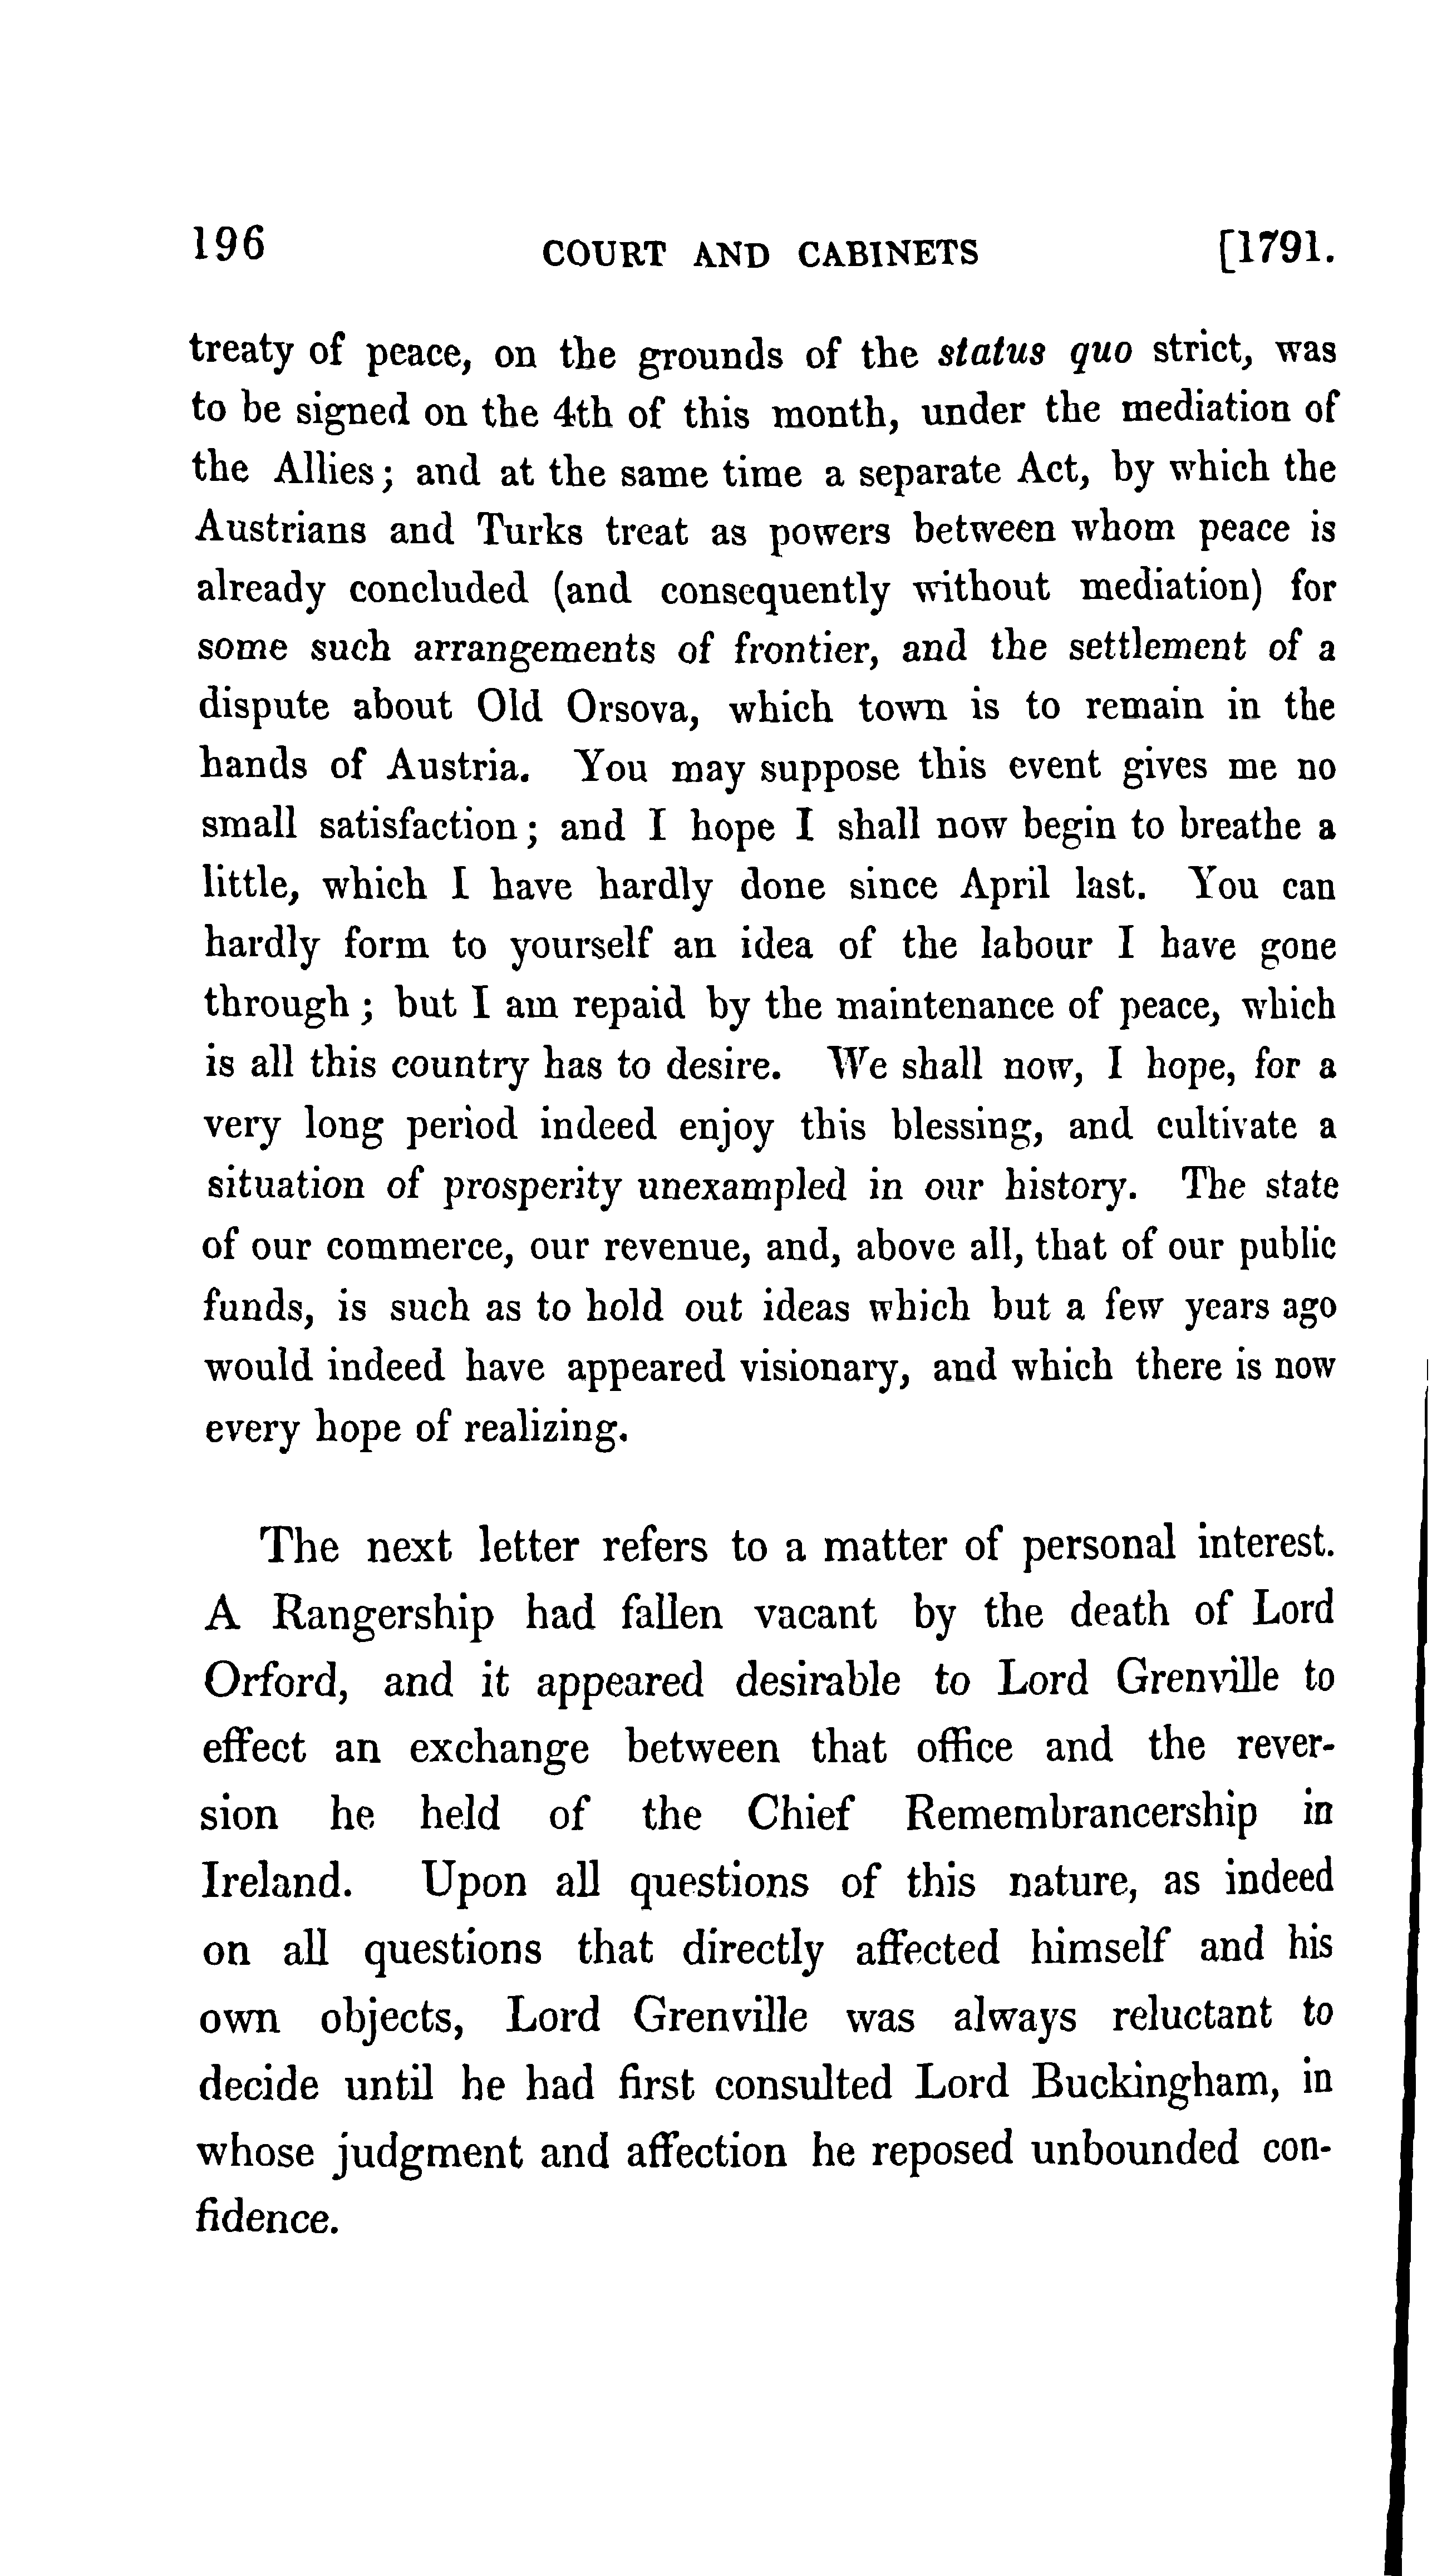 196 COURT AND CABINETS [1791.
treaty of peace, on the grounds of the status quo strict, was
to be signed on the 4th of this month, under the mediation of
the Allies; and at the same time a separate Act, by which the
Austrians and Turks treat as powers between whom peace is
already concluded (and consequently without mediation) for
some such arrangements of frontier, and the settlement of a
dispute about Old Orsova, which town is to remain in the
hands of Austria. You may suppose this event gives me no
small satisfaction; and I hope I shall now begin to breathe a
little, which I have hardly done since April last. You can
hardly form to yourself an idea of the labour I have gone
through; but I am repaid by the maintenance of peace, which
is all this country has to desire. We shall now, I hope, for a
very long period indeed enjoy this blessing, and cultivate a
situation of prosperity unexampled in our history. The state
of our commerce, our revenue, and, above all, that of our public
funds, is such as to hold out ideas which but a few years ago
would indeed have appeared visionary, and which there is now
every hope of realizing.
The next letter refers to a matter of personal interest.
A Rangership had fallen vacant by the death of Lord
Orford, and it appeared desirable to Lord Grenville to
effect an exchange between that office and the rever-
sion he held of the Chief Remembrancership in
Ireland. Upon all questions of this nature, as indeed
on all questions that directly affected himself and his
own objects, Lord Grenville was always reluctant to
decide until he had first consulted Lord Buckingham, in
whose judgment and affection he reposed unbounded con-
fidence.